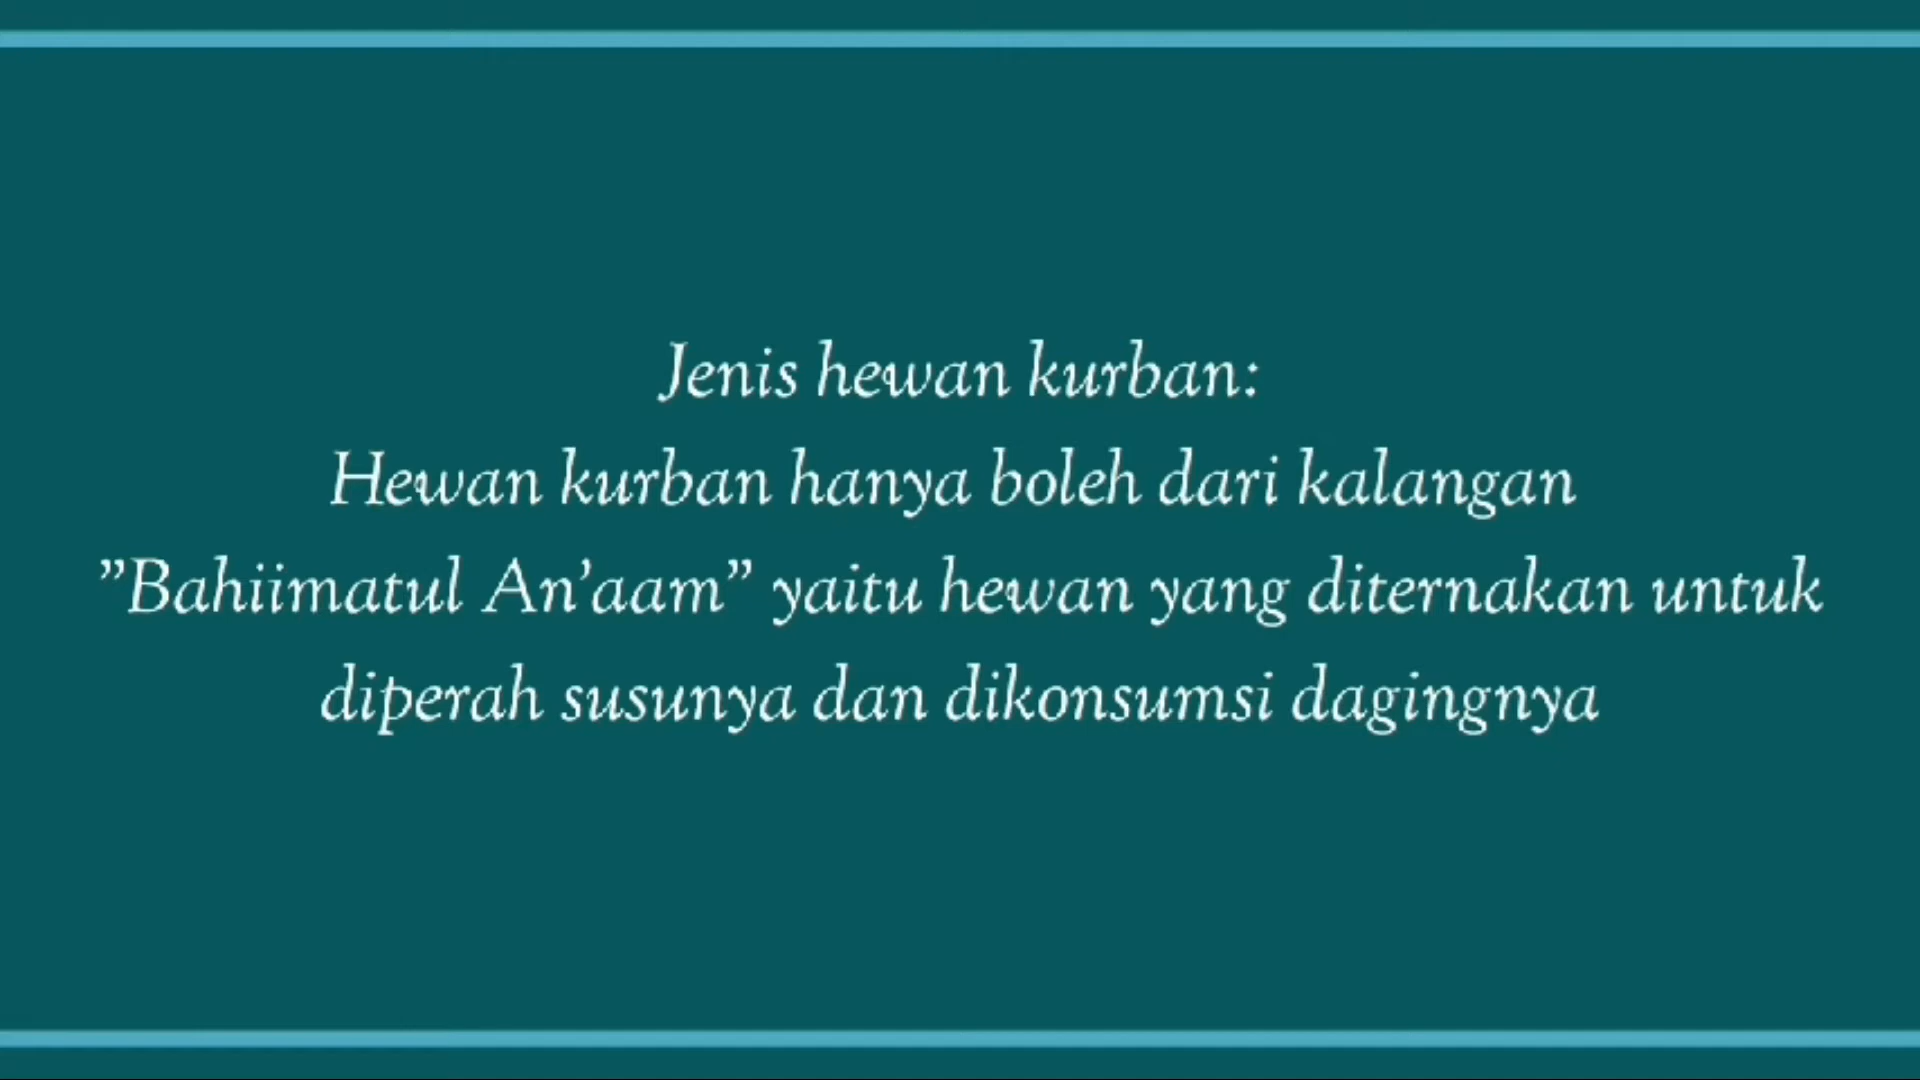 Jenis hewan kurban:
Hewan kurban hanya boleh dari kalangan
”Bahiimatul An’aam” yaitu hewan yang diternakan untuk
diperah susunya dan dikonsumsi dagingnya